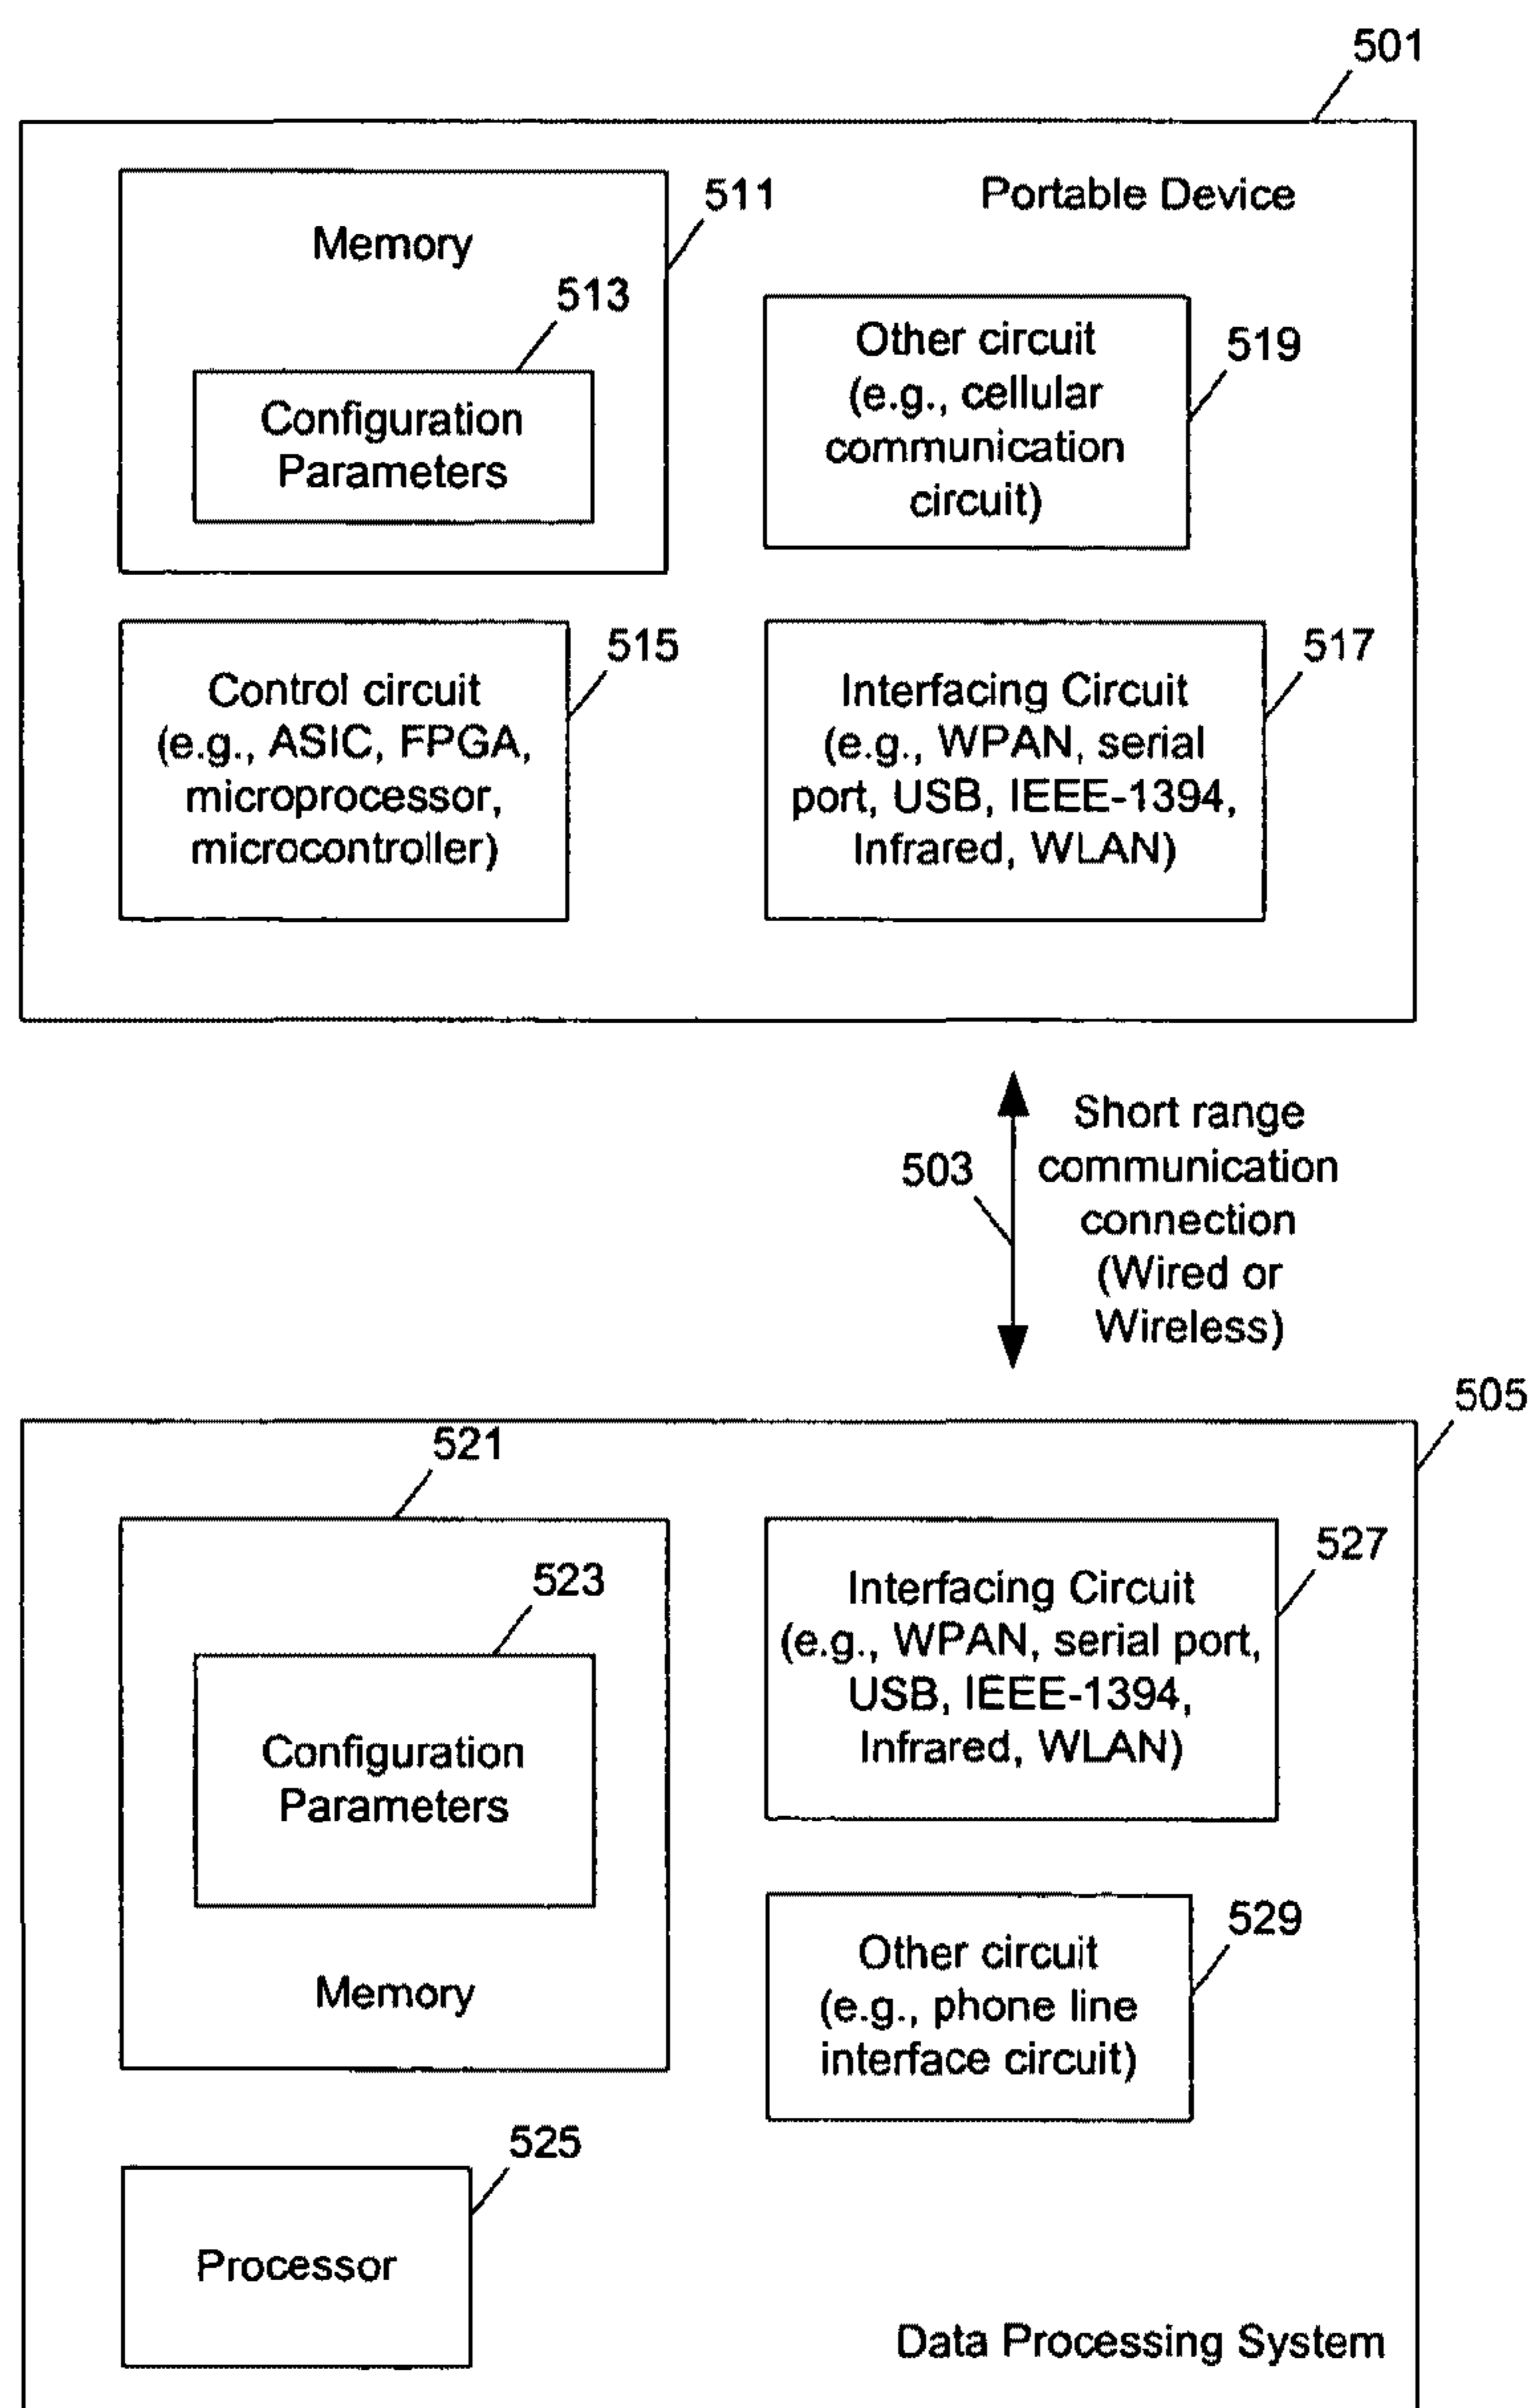 501
Portable Device
Memory
511
513
Configuration
Parameters
Other circuit
(e.g., cellular
communication
circuit)
519
Control circuit
(e.g., ASIC, FPGA,
microprocessor,
microcontroller)
515
Interfacing Circuit
(e.g., WPAN, serial
port, USB, IEEE-1394,
Infrared, WLAN)
517
503
Short range
communication
connection
(Wired or
Wireless)
505
521
523
Configuration
Parameters
Memory
Interfacing Circuit
(e.g., WPAN, serial port,
USB, IEEE-1394,
Infrared, WLAN)
527
Other circuit
(e.g., phone line
interface circuit)
529
525
Processor
Data Processing System